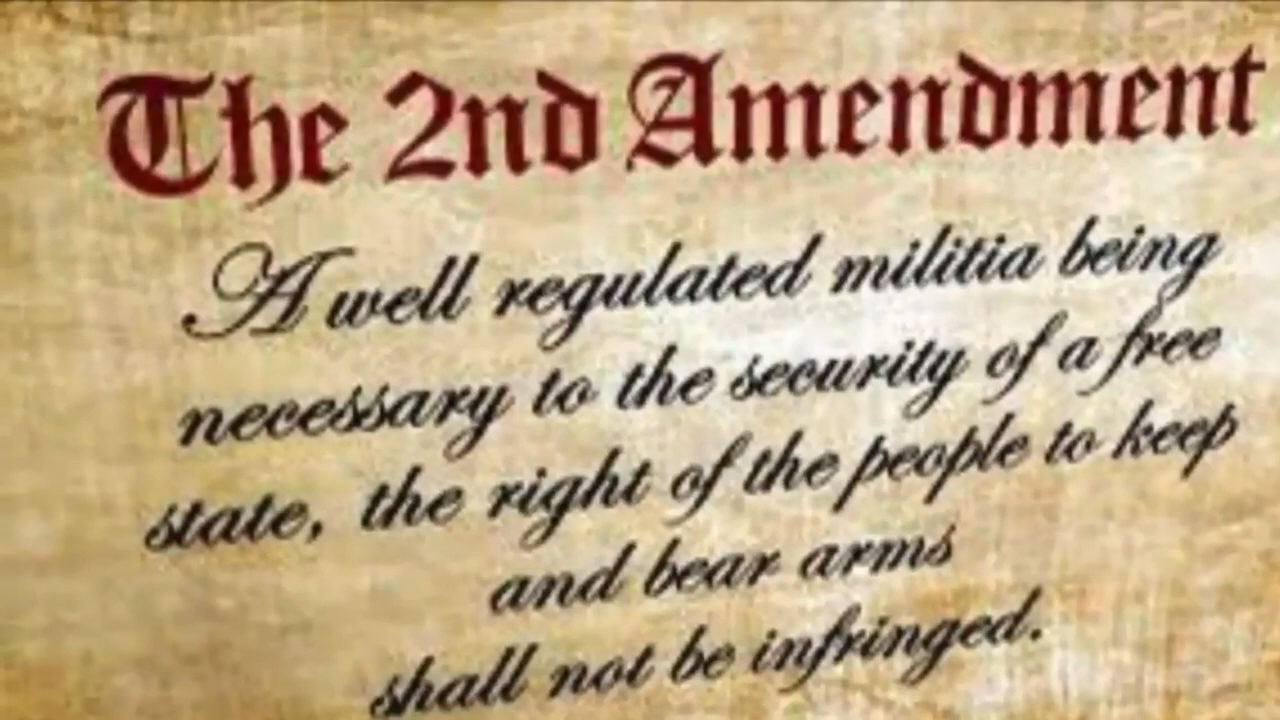 The 2nd Amendment
A well regulated militia being
necessary to the security of a free
state, the right of the people to keep
and bear arms
shall not be infringed.